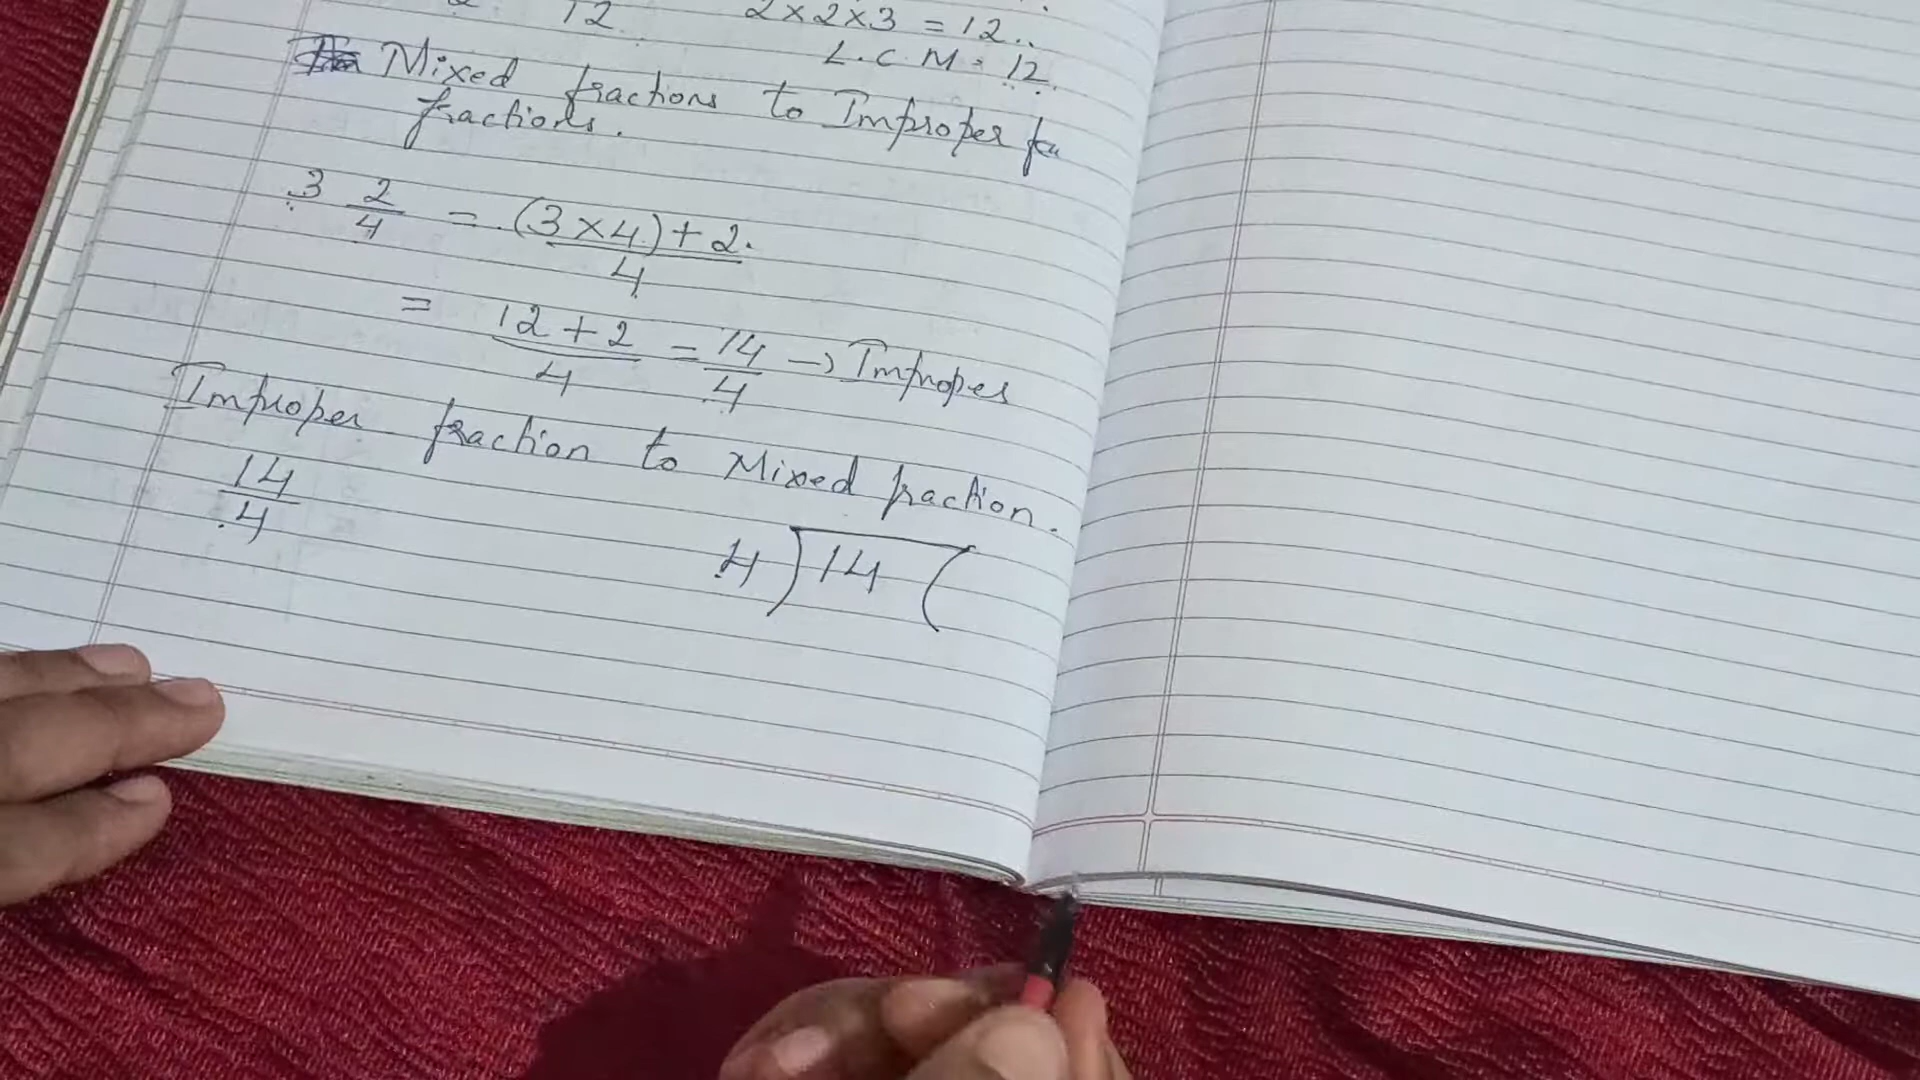 12 2×2×3 = 12..
L.C.M = 12.
Mixed fractions to Improper
fractions.
3 2/4 = (3×4)+2/4
= 12+2/4 = 14/4 → Improper
Improper fraction to Mixed fraction.
14/4
4)14(